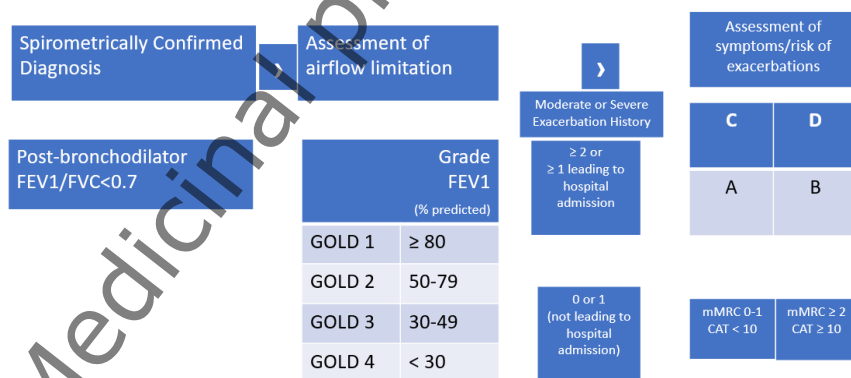 Spirometrically Confirmed
Diagnosis
❯
Assessment of
airflow limitation
❯
Assessment of
symptoms/risk of
exacerbations
Post-bronchodilator
FEV1/FVC<0.7
Grade
FEV1
(% predicted)
GOLD 1 ≥ 80
GOLD 2 50-79
GOLD 3 30-49
GOLD 4 < 30
Moderate or Severe
Exacerbation History
≥ 2 or
≥ 1 leading to
hospital
admission
0 or 1
(not leading to
hospital
admission)
C D
A B
mMRC 0-1
CAT < 10
mMRC ≥ 2
CAT ≥ 10
Medicinal